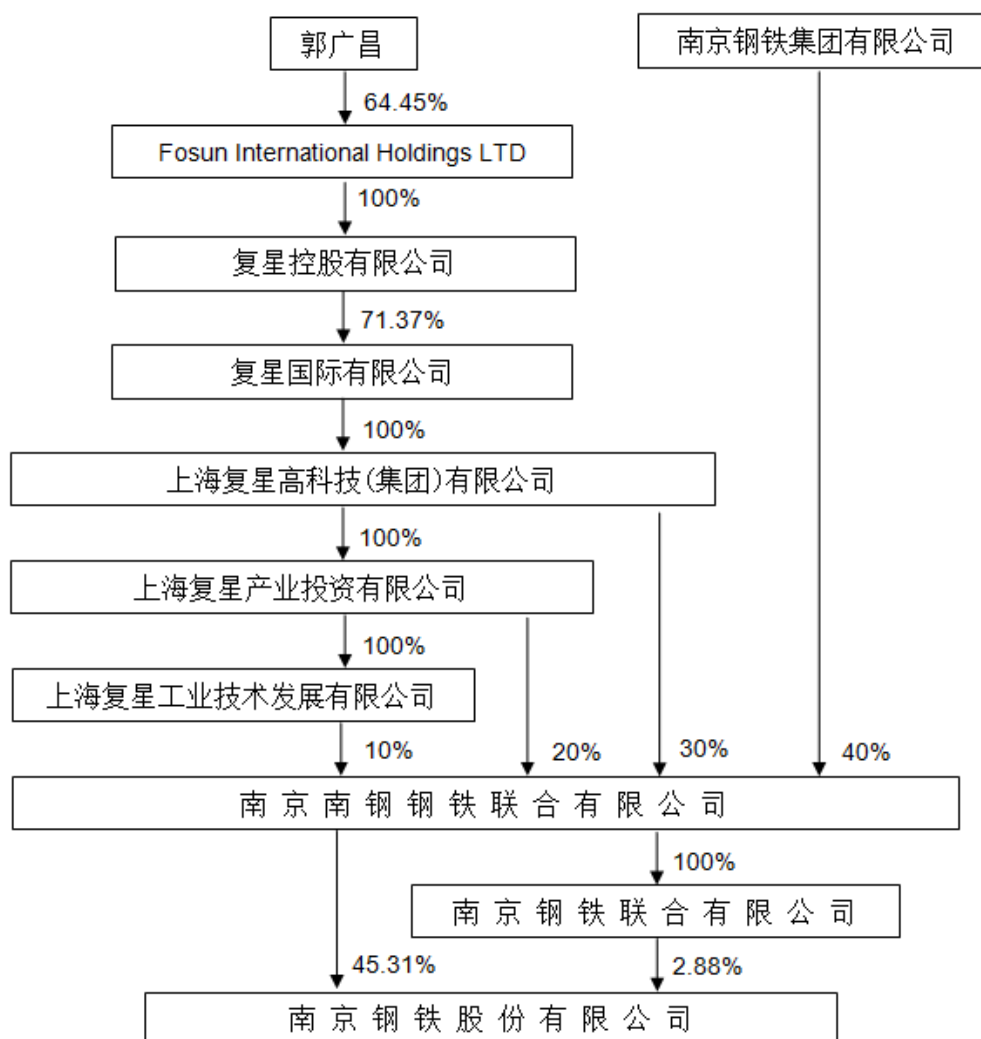 郭广昌
南京钢铁集团有限公司
64.45%
Fosun International Holdings LTD
100%
复星控股有限公司
71.37%
复星国际有限公司
100%
上海复星高科技(集团)有限公司
100%
上海复星产业投资有限公司
100%
上海复星工业技术发展有限公司
10%
20%
30%
40%
南京南钢钢铁联合有限公司
100%
南京钢铁联合有限公司
45.31%
2.88%
南京钢铁股份有限公司